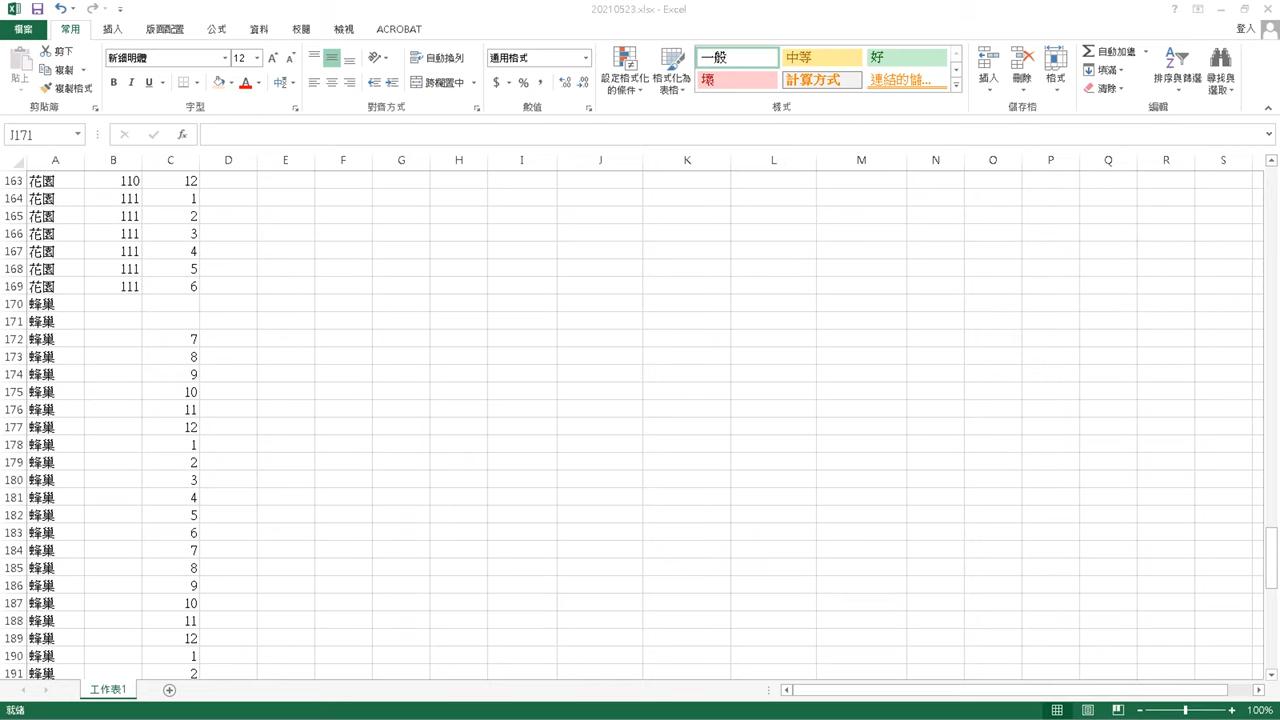 20210523.xlsx - Excel
檔案 常用 插入 版面配置 公式 資料 校閱 檢視 ACROBAT 登入
貼上 剪下 複製 複製格式 剪貼簿
新細明體 12 B I U A 字型
自動換列 跨欄置中 對齊方式
通用格式 $ % , 數值
設定格式化的條件 格式化為表格 一般 中等 好 壞 計算方式 連結的儲... 樣式
插入 刪除 格式 儲存格
自動加總 填滿 清除 排序與篩選 尋找與選取 編輯
J171 fx
A B C D E F G H I J K L M N O P Q R S
163 花園 110 12
164 花園 111 1
165 花園 111 2
166 花園 111 3
167 花園 111 4
168 花園 111 5
169 花園 111 6
170 蜂巢
171 蜂巢
172 蜂巢 7
173 蜂巢 8
174 蜂巢 9
175 蜂巢 10
176 蜂巢 11
177 蜂巢 12
178 蜂巢 1
179 蜂巢 2
180 蜂巢 3
181 蜂巢 4
182 蜂巢 5
183 蜂巢 6
184 蜂巢 7
185 蜂巢 8
186 蜂巢 9
187 蜂巢 10
188 蜂巢 11
189 蜂巢 12
190 蜂巢 1
191 蜂巢 2
工作表1
就緒 100%